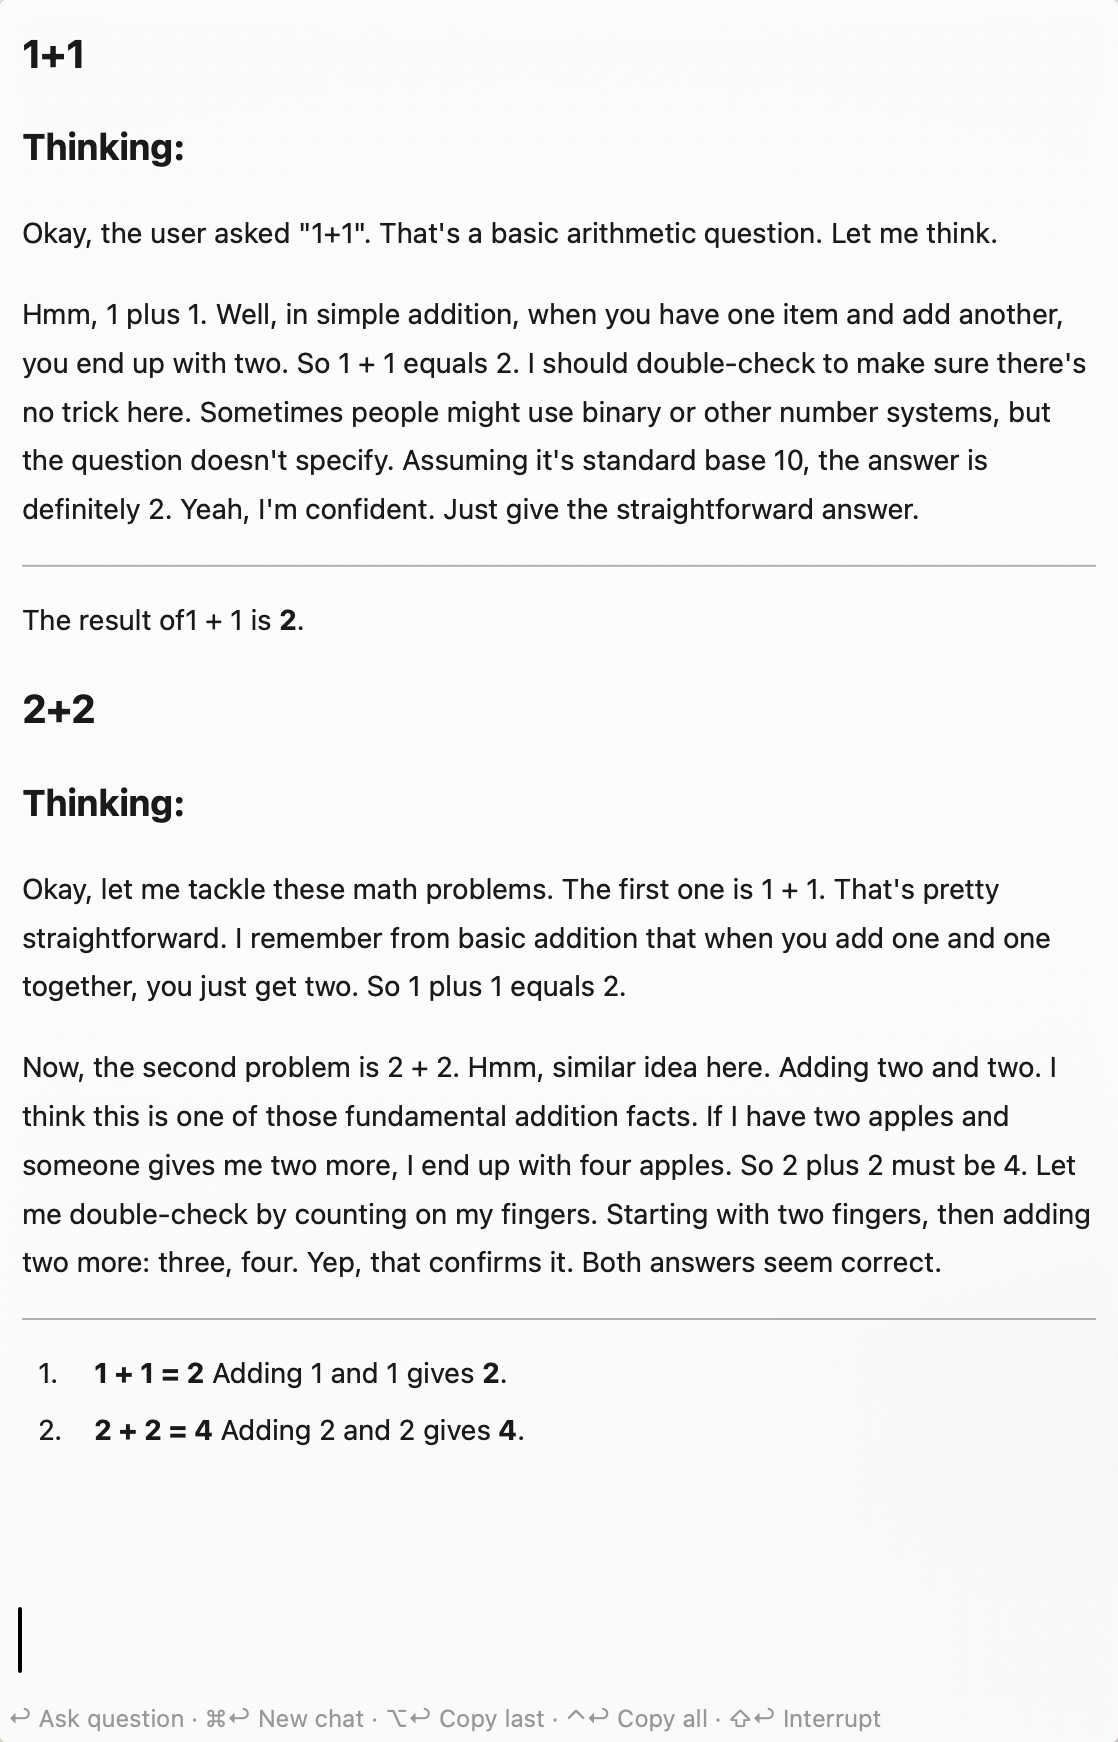 1+1
Thinking:
Okay, the user asked "1+1". That's a basic arithmetic question. Let me think.
Hmm, 1 plus 1. Well, in simple addition, when you have one item and add another,
you end up with two. So 1 + 1 equals 2. I should double-check to make sure there's
no trick here. Sometimes people might use binary or other number systems, but
the question doesn't specify. Assuming it's standard base 10, the answer is
definitely 2. Yeah, I'm confident. Just give the straightforward answer.
The result of1 + 1 is 2.
2+2
Thinking:
Okay, let me tackle these math problems. The first one is 1 + 1. That's pretty
straightforward. I remember from basic addition that when you add one and one
together, you just get two. So 1 plus 1 equals 2.
Now, the second problem is 2 + 2. Hmm, similar idea here. Adding two and two. I
think this is one of those fundamental addition facts. If I have two apples and
someone gives me two more, I end up with four apples. So 2 plus 2 must be 4. Let
me double-check by counting on my fingers. Starting with two fingers, then adding
two more: three, four. Yep, that confirms it. Both answers seem correct.
1. 1 + 1 = 2 Adding 1 and 1 gives 2.
2. 2 + 2 = 4 Adding 2 and 2 gives 4.
↩ Ask question · ⌘↩ New chat · ⌥↩ Copy last · ^↩ Copy all · ⇧↩ Interrupt